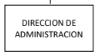 DIRECCION DE
ADMINISTRACION